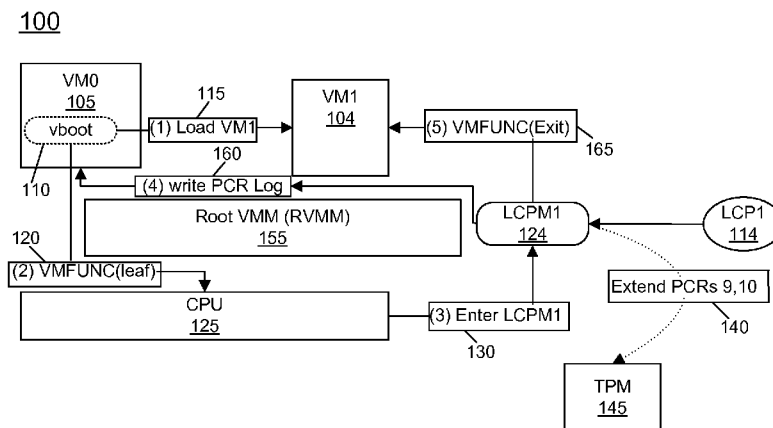 100
VM0
105
vboot
110
115
(1) Load VM1
VM1
104
(5) VMFUNC(Exit)
165
160
(4) write PCR Log
Root VMM (RVMM)
155
LCPM1
124
LCP1
114
120
(2) VMFUNC(leaf)
CPU
125
(3) Enter LCPM1
130
Extend PCRs 9,10
140
TPM
145